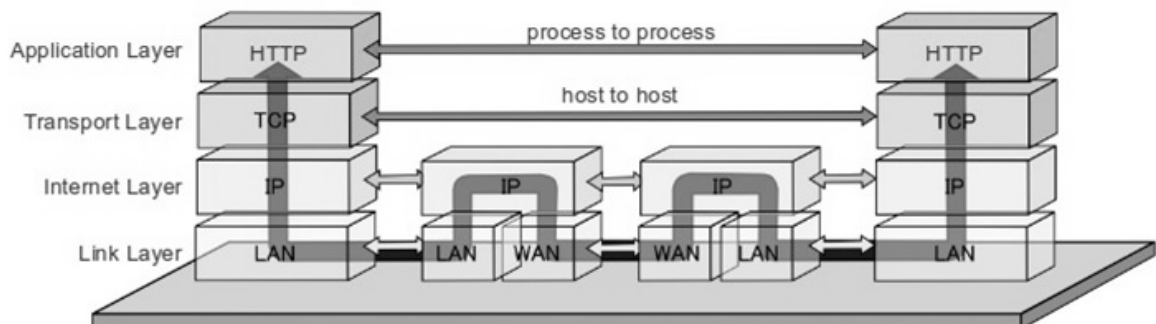 Application Layer HTTP process to process HTTP
Transport Layer TCP host to host TCP
Internet Layer IP IP IP IP
Link Layer LAN LAN WAN WAN LAN LAN